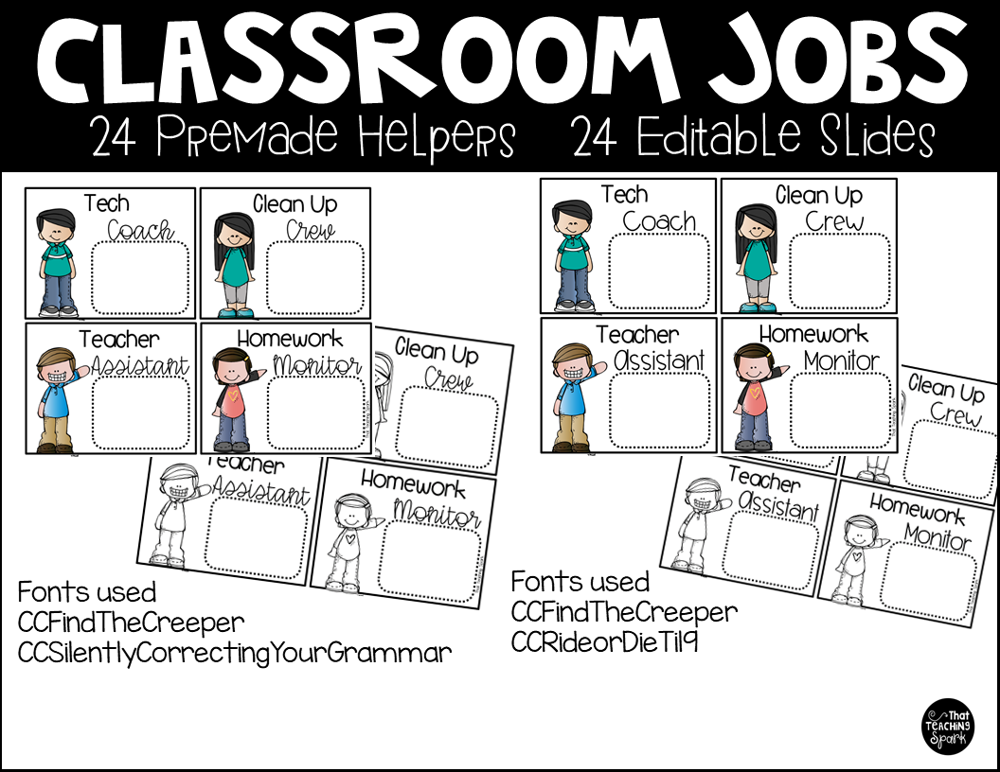 CLASSROOM JOBS
24 Premade Helpers 24 Editable Slides
Tech
Coach
Clean Up
Crew
Teacher
Assistant
Homework
Monitor
Clean Up
Crew
Teacher
Assistant
Homework
Monitor
Fonts used
CCFindTheCreeper
CCSilentlyCorrectingYourGrammar
Tech
Coach
Clean Up
Crew
Teacher
Assistant
Homework
Monitor
Clean Up
Crew
Teacher
Assistant
Homework
Monitor
Fonts used
CCFindTheCreeper
CCRideorDieTil9
That
Teaching
Spark